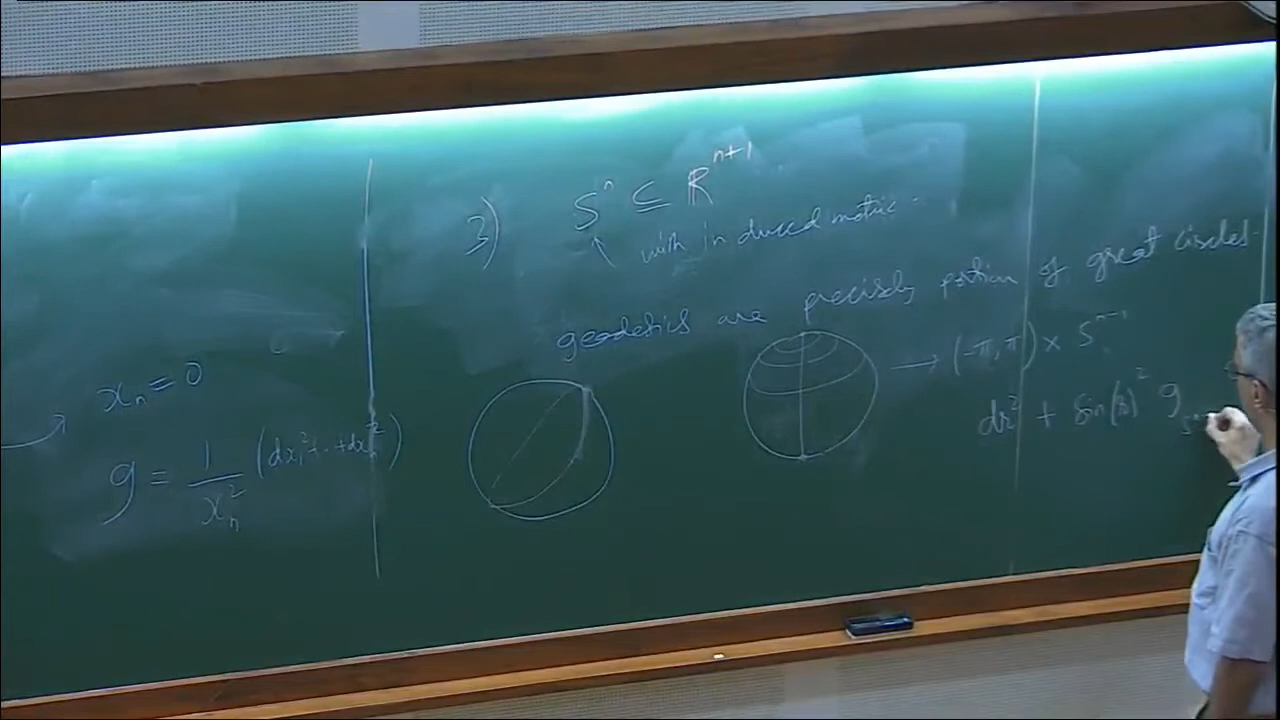 x_n = 0
g = \frac{1}{x_n^2} (dx_1^2 + .. + dx_n^2)
3) S^n ⊆ R^{n+1}
↖ with induced metric.
geodesics are precisely portion of great circles.
→ (-π, π) × S^{n-1}
dr^2 + sin(r)^2 g_{S^{n-1}}